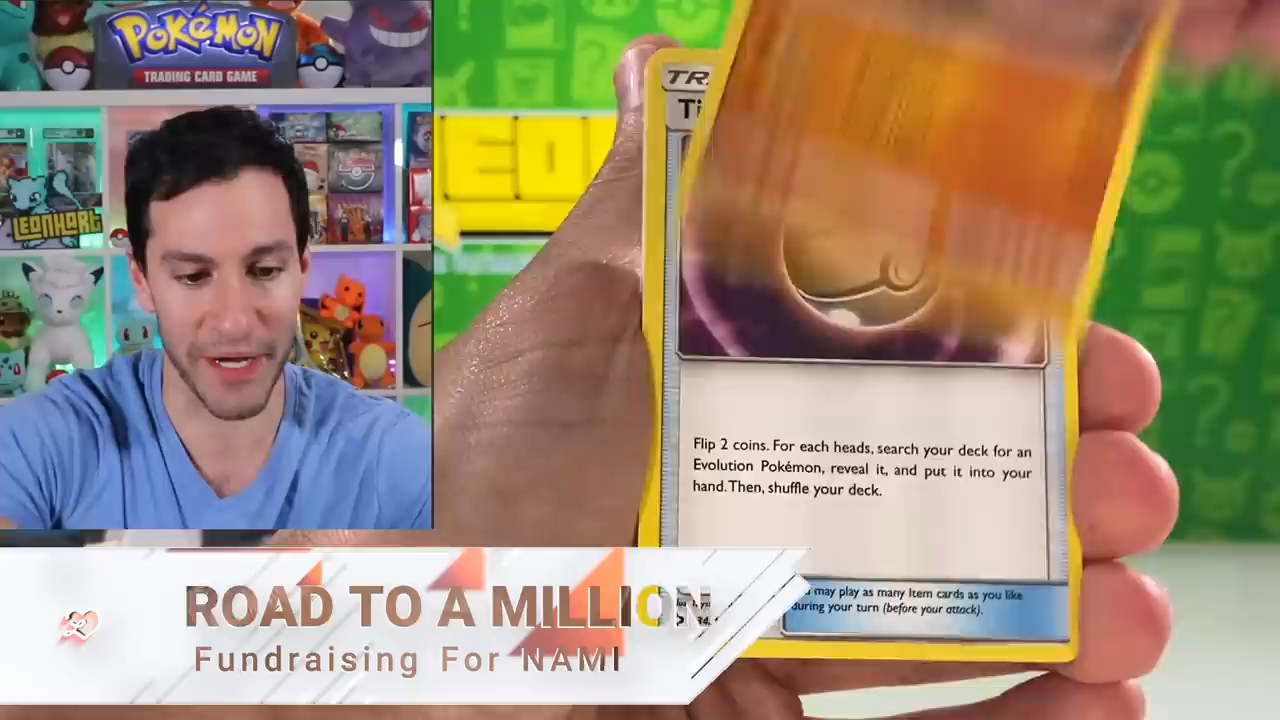 POKéMON
TRADING CARD GAME
LEONHART
TR
Ti
Flip 2 coins. For each heads, search your deck for an
Evolution Pokémon, reveal it, and put it into your
hand. Then, shuffle your deck.
may play as many Item cards as you like
during your turn (before your attack).
ROAD TO A MILLION
Fundraising For NAMI